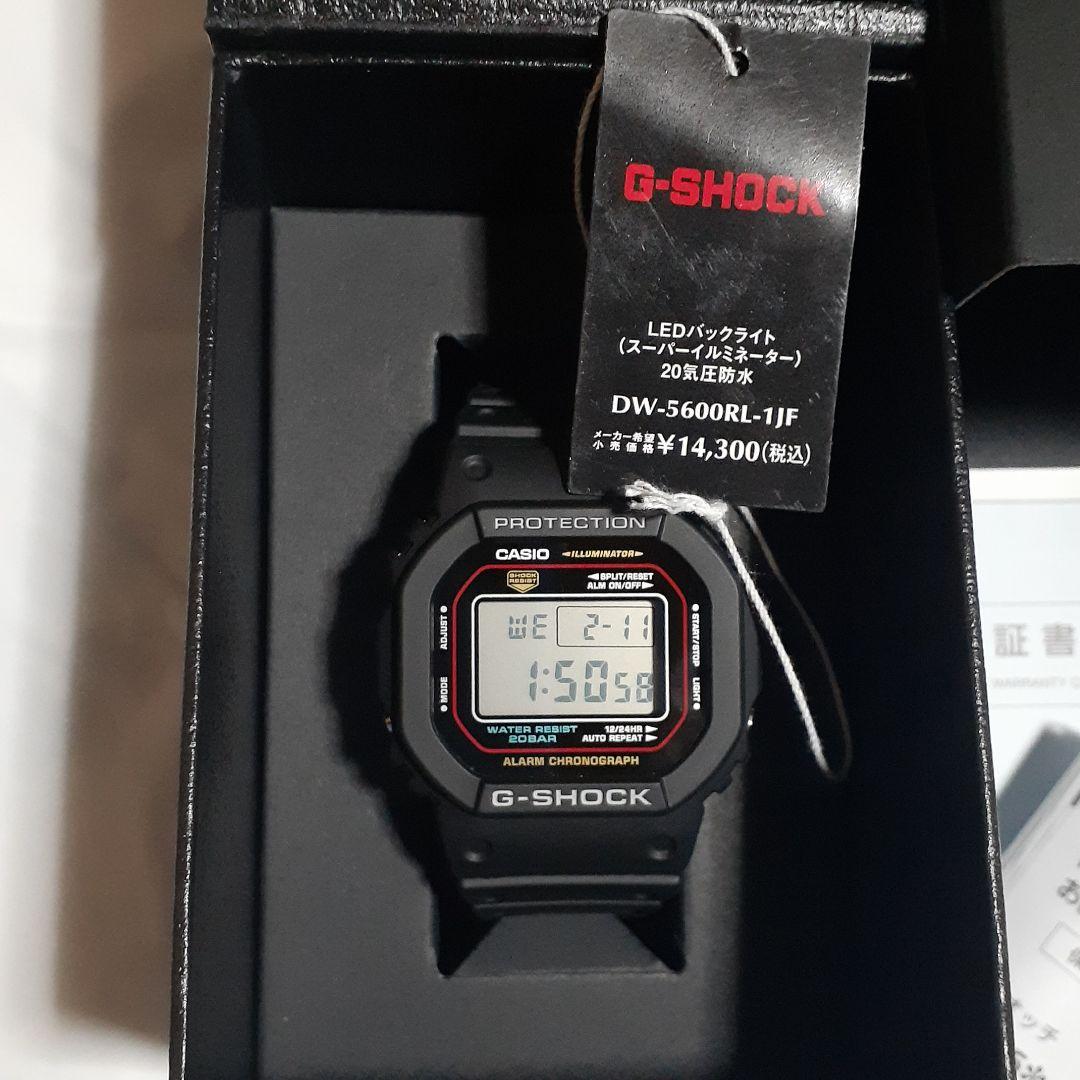 G-SHOCK
LEDバックライト
(スーパーイルミネーター)
20気圧防水
DW-5600RL-1JF
メーカー希望
小売価格 ¥14,300(税込)
PROTECTION
CASIO ◄ILLUMINATOR►
SHOCK
RESIST
◄SPLIT/RESET
ALM ON/OFF►
ADJUST●
●MODE
●START/STOP
LIGHT●
WE 2-11
1:50 58
WATER RESIST
20BAR
12/24HR►
AUTO REPEAT►
ALARM CHRONOGRAPH
G-SHOCK
証書
WARRANTY
お
ッチ